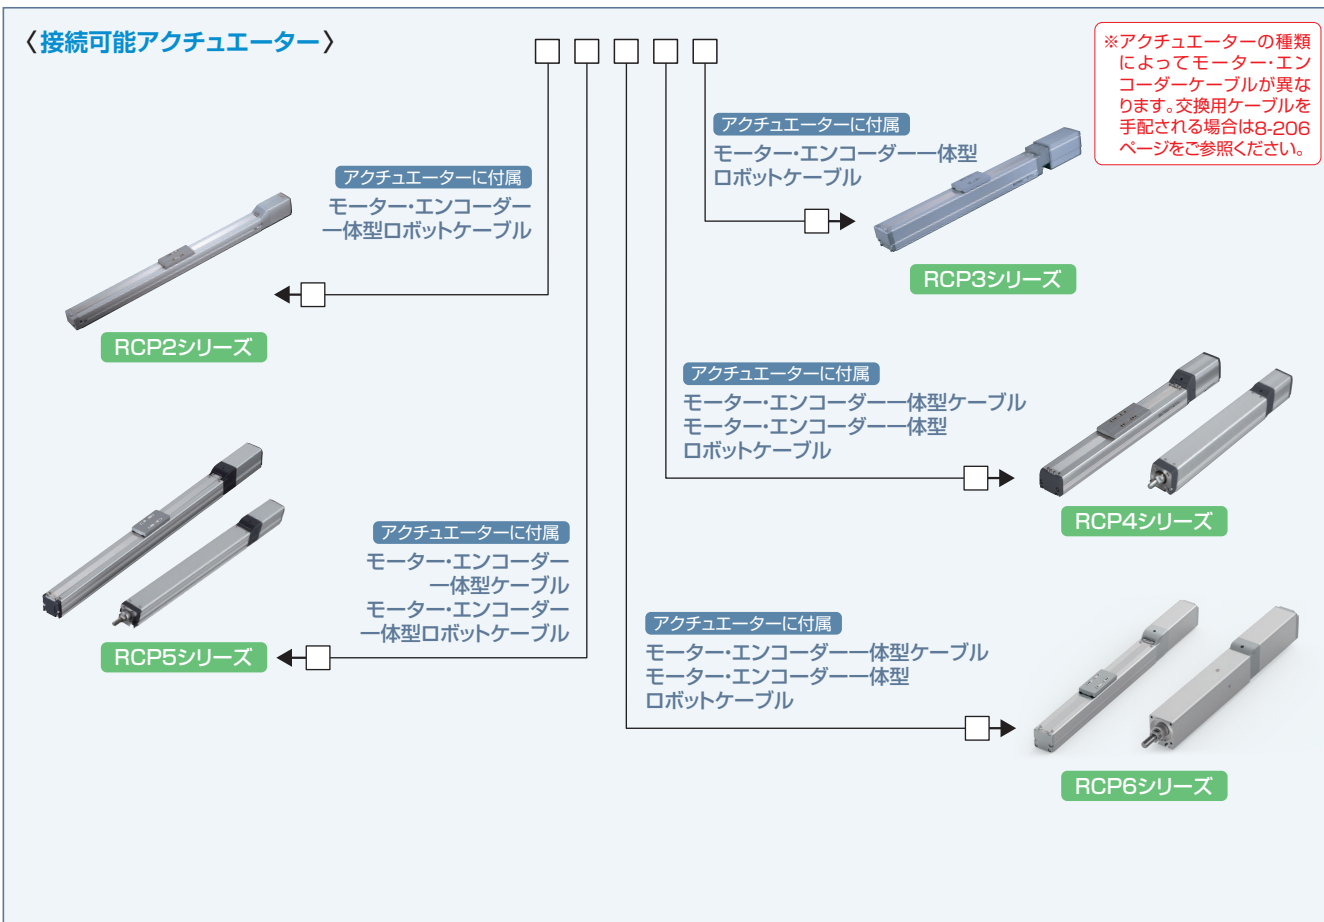 〈接続可能アクチュエーター〉
※アクチュエーターの種類
によってモーター・エン
コーダーケーブルが異な
ります。交換用ケーブルを
手配される場合は8-206
ページをご参照ください。
アクチュエーターに付属
モーター・エンコーダー
一体型ロボットケーブル
RCP2シリーズ
アクチュエーターに付属
モーター・エンコーダー一体型
ロボットケーブル
RCP3シリーズ
アクチュエーターに付属
モーター・エンコーダー一体型ケーブル
モーター・エンコーダー一体型
ロボットケーブル
RCP4シリーズ
アクチュエーターに付属
モーター・エンコーダー
一体型ケーブル
モーター・エンコーダー
一体型ロボットケーブル
RCP5シリーズ
アクチュエーターに付属
モーター・エンコーダー一体型ケーブル
モーター・エンコーダー一体型
ロボットケーブル
RCP6シリーズ